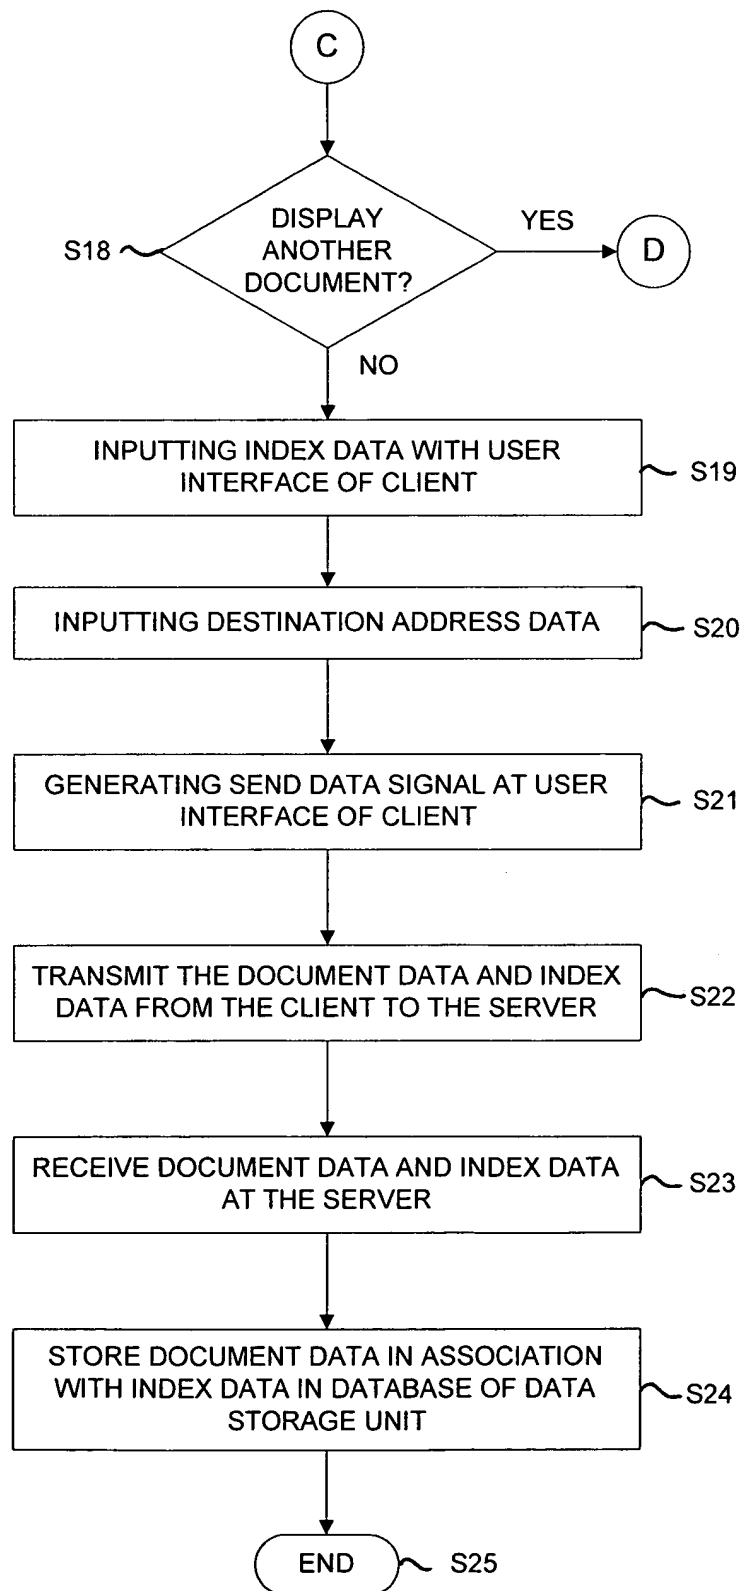 C
DISPLAY
ANOTHER
DOCUMENT?
S18
YES
D
NO
INPUTTING INDEX DATA WITH USER
INTERFACE OF CLIENT
S19
INPUTTING DESTINATION ADDRESS DATA
S20
GENERATING SEND DATA SIGNAL AT USER
INTERFACE OF CLIENT
S21
TRANSMIT THE DOCUMENT DATA AND INDEX
DATA FROM THE CLIENT TO THE SERVER
S22
RECEIVE DOCUMENT DATA AND INDEX DATA
AT THE SERVER
S23
STORE DOCUMENT DATA IN ASSOCIATION
WITH INDEX DATA IN DATABASE OF DATA
STORAGE UNIT
S24
END
S25